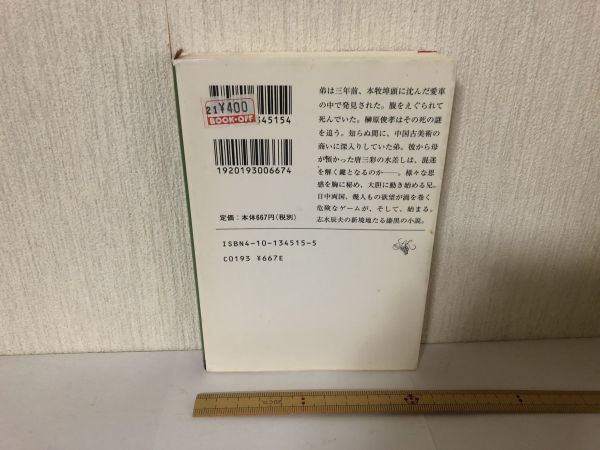 21 ¥400
BOOK・OFF
345154
1920193006674
定価：本体667円(税別)
ISBN4-10-134515-5
C0193 ¥667E
弟は三年前、本牧埠頭に沈んだ愛車
の中で発見された。腹をえぐられて
死んでいた。榊原俊孝はその死の謎
を追う。知らぬ間に、中国古美術の
商いに深入りしていた弟。彼から母
が預かった唐三彩の水差しは、混迷
を解く鍵となるのか――。様々な思
惑を胸に秘め、大胆に動き始める兄。
日中両国、幾人もの欲望が渦を巻く
危険なゲームが、そして、始まる。
志水辰夫の新境地たる漆黒の小説。